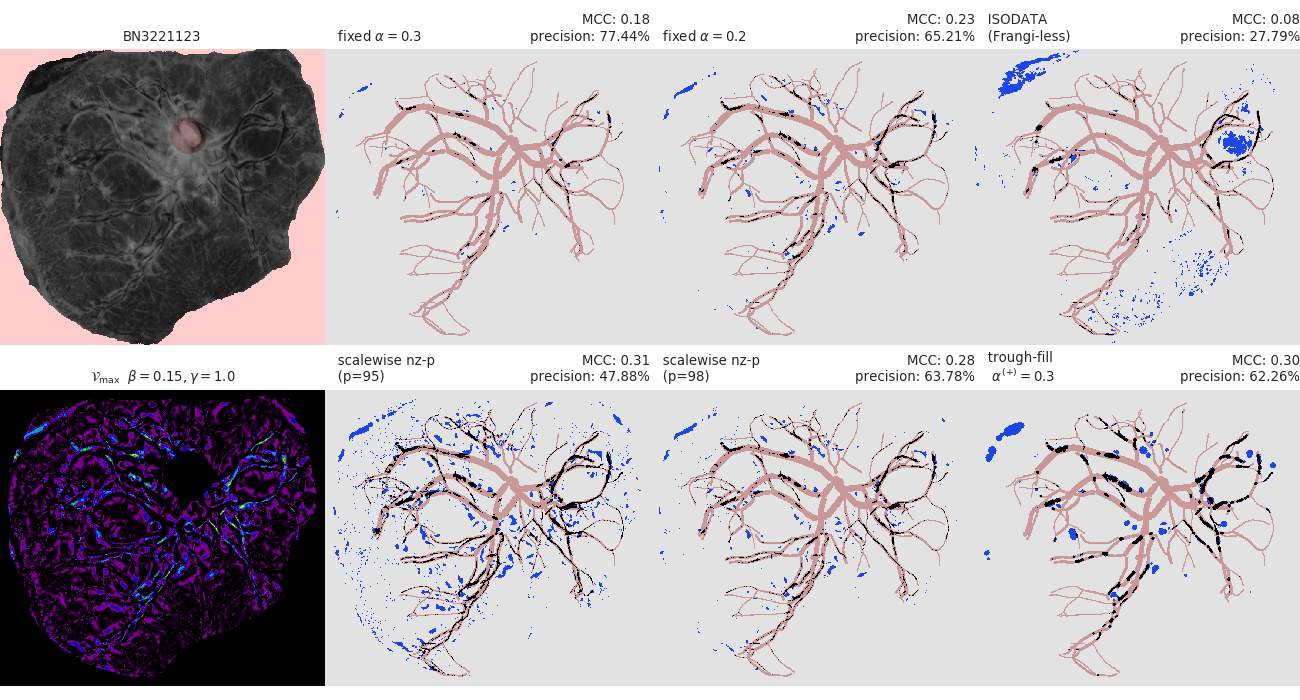 BN3221123
fixed α = 0.3
MCC: 0.18
precision: 77.44%
fixed α = 0.2
MCC: 0.23
precision: 65.21%
ISODATA
(Frangi-less)
MCC: 0.08
precision: 27.79%
𝒱max β = 0.15, γ = 1.0
scalewise nz-p
(p=95)
MCC: 0.31
precision: 47.88%
scalewise nz-p
(p=98)
MCC: 0.28
precision: 63.78%
trough-fill
α(+) = 0.3
MCC: 0.30
precision: 62.26%